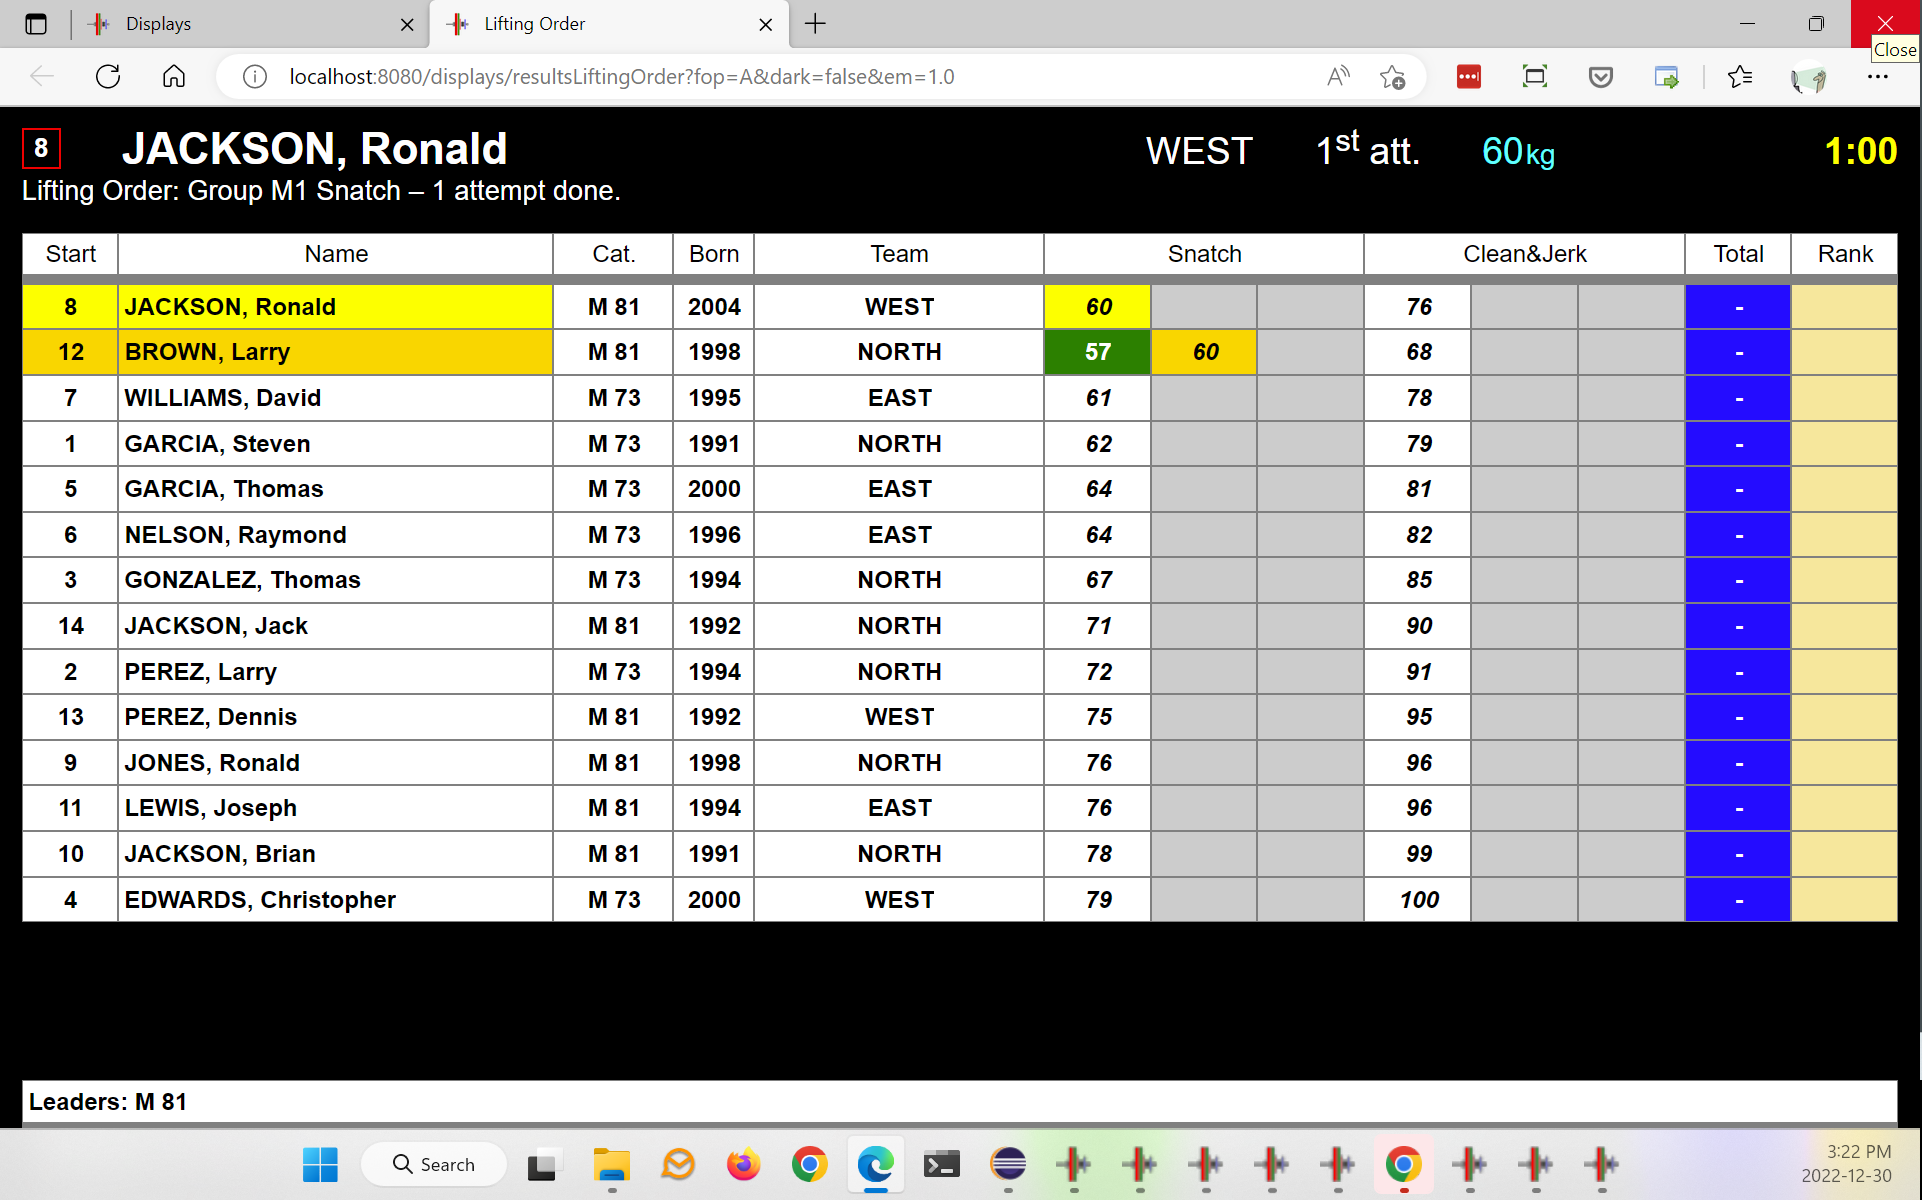 Displays
Lifting Order
Close
localhost:8080/displays/resultsLiftingOrder?fop=A&dark=false&em=1.0
8 JACKSON, Ronald WEST 1st att. 60kg 1:00
Lifting Order: Group M1 Snatch – 1 attempt done.
Start Name Cat. Born Team Snatch Clean&Jerk Total Rank
8 JACKSON, Ronald M 81 2004 WEST 60 76 -
12 BROWN, Larry M 81 1998 NORTH 57 60 68 -
7 WILLIAMS, David M 73 1995 EAST 61 78 -
1 GARCIA, Steven M 73 1991 NORTH 62 79 -
5 GARCIA, Thomas M 73 2000 EAST 64 81 -
6 NELSON, Raymond M 73 1996 EAST 64 82 -
3 GONZALEZ, Thomas M 73 1994 NORTH 67 85 -
14 JACKSON, Jack M 81 1992 NORTH 71 90 -
2 PEREZ, Larry M 73 1994 NORTH 72 91 -
13 PEREZ, Dennis M 81 1992 WEST 75 95 -
9 JONES, Ronald M 81 1998 NORTH 76 96 -
11 LEWIS, Joseph M 81 1994 EAST 76 96 -
10 JACKSON, Brian M 81 1991 NORTH 78 99 -
4 EDWARDS, Christopher M 73 2000 WEST 79 100 -
Leaders: M 81
Search
3:22 PM
2022-12-30